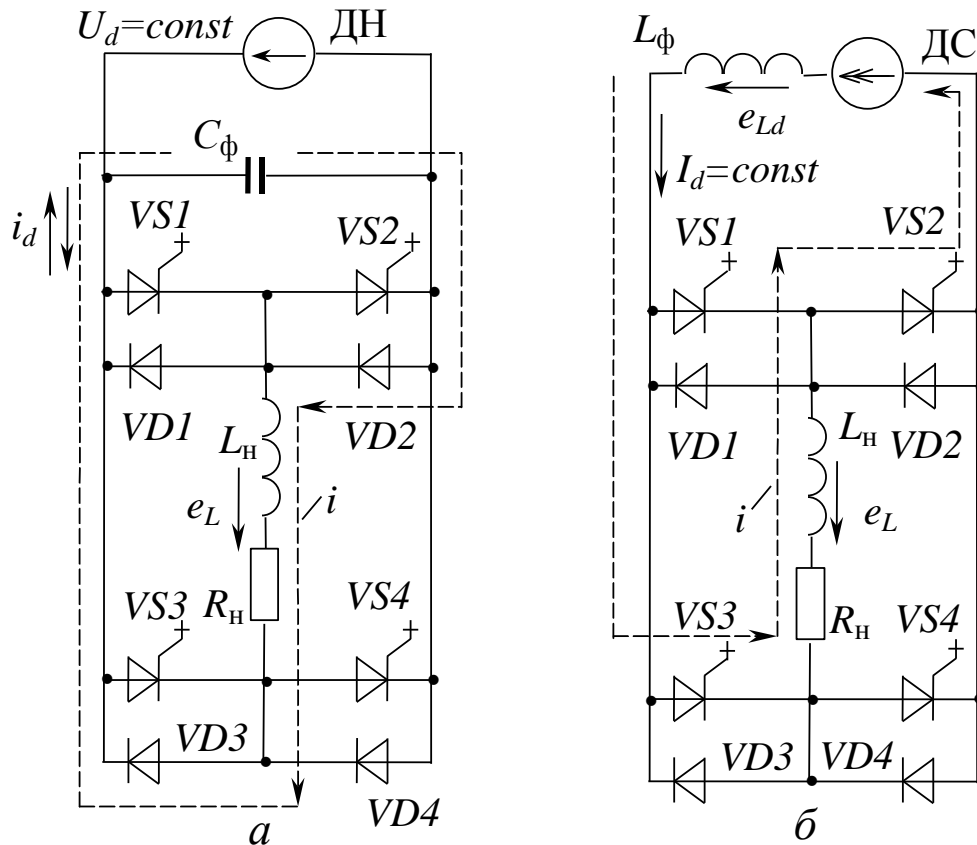 U_d=const
ДН
C_ф
i_d
VS1
VS2
VD1
VD2
L_н
e_L
i
R_н
VS3
VS4
VD3
VD4
а
L_ф
ДС
e_Ld
I_d=const
VS1
VS2
VD1
VD2
L_н
i
e_L
VS3
R_н
VS4
VD3
VD4
б